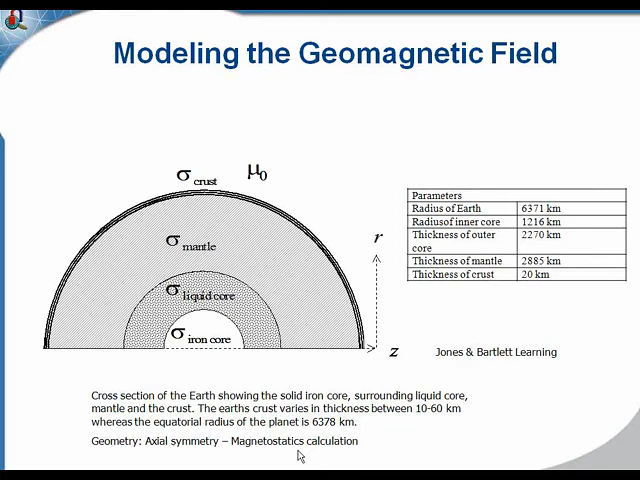 Modeling the Geomagnetic Field
σ crust
μ0
σ mantle
σ liquid core
σ iron core
r
z
Parameters
Radius of Earth 6371 km
Radiusof inner core 1216 km
Thickness of outer core 2270 km
Thickness of mantle 2885 km
Thickness of crust 20 km
Jones & Bartlett Learning
Cross section of the Earth showing the solid iron core, surrounding liquid core,
mantle and the crust. The earths crust varies in thickness between 10-60 km
whereas the equatorial radius of the planet is 6378 km.
Geometry: Axial symmetry – Magnetostatics calculation